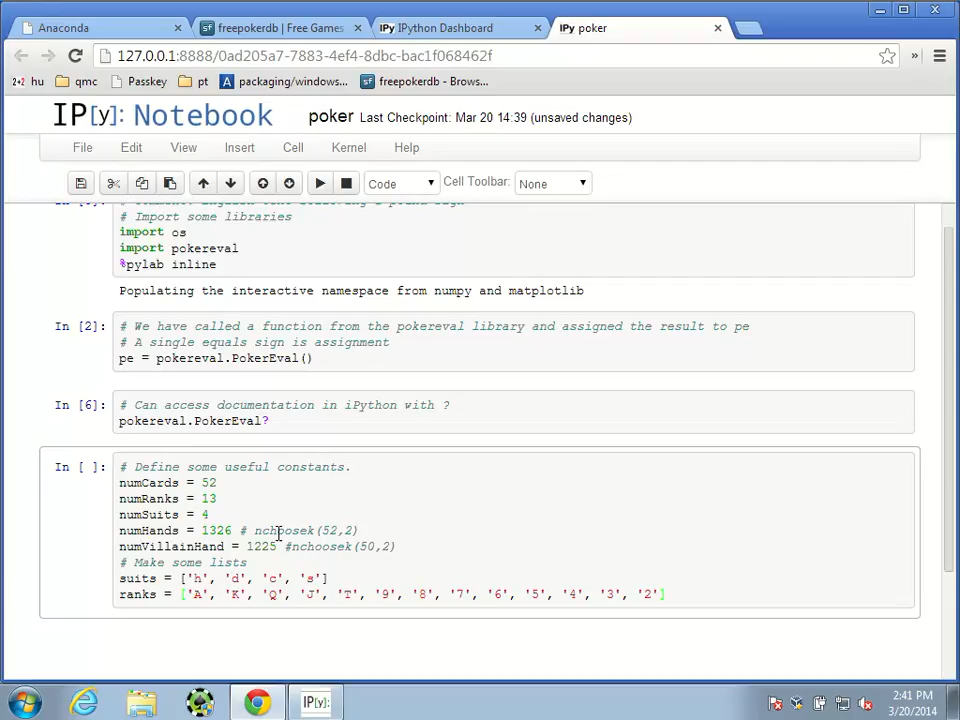 Anaconda
freepokerdb | Free Games
IPy IPython Dashboard
IPy poker
127.0.0.1:8888/0ad205a7-7883-4ef4-8dbc-bac1f068462f
2+2 hu
qmc
Passkey
pt
packaging/windows...
sf freepokerdb - Brows...
IP[y]: Notebook poker Last Checkpoint: Mar 20 14:39 (unsaved changes)
File Edit View Insert Cell Kernel Help
Code Cell Toolbar: None
# Import some libraries
import os
import pokereval
%pylab inline
Populating the interactive namespace from numpy and matplotlib
In [2]: # We have called a function from the pokereval library and assigned the result to pe
# A single equals sign is assignment
pe = pokereval.PokerEval()
In [6]: # Can access documentation in iPython with ?
pokereval.PokerEval?
In [ ]: # Define some useful constants.
numCards = 52
numRanks = 13
numSuits = 4
numHands = 1326 # nchoosek(52,2)
numVillainHand = 1225 #nchoosek(50,2)
# Make some lists
suits = ['h', 'd', 'c', 's']
ranks = ['A', 'K', 'Q', 'J', 'T', '9', '8', '7', '6', '5', '4', '3', '2']
IP[y]:
2:41 PM
3/20/2014